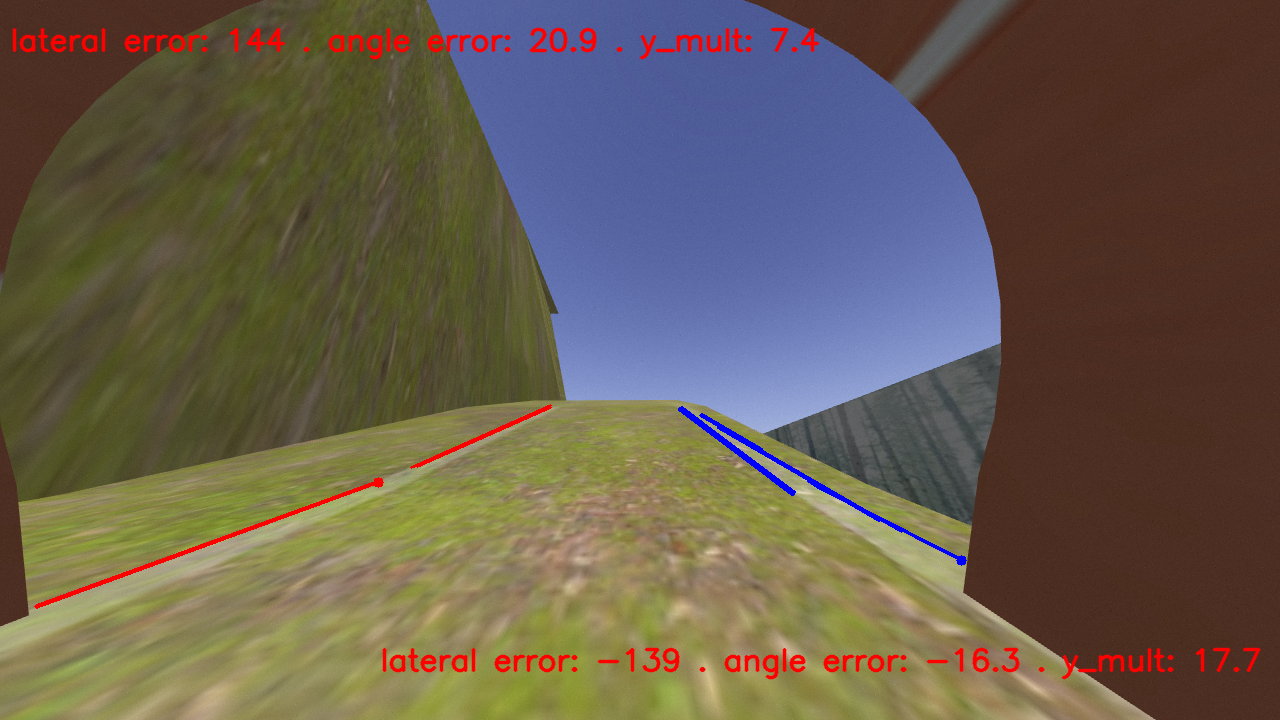 lateral error: 144 . angle error: 20.9 . y_mult: 7.4
lateral error: -139 . angle error: -16.3 . y_mult: 17.7